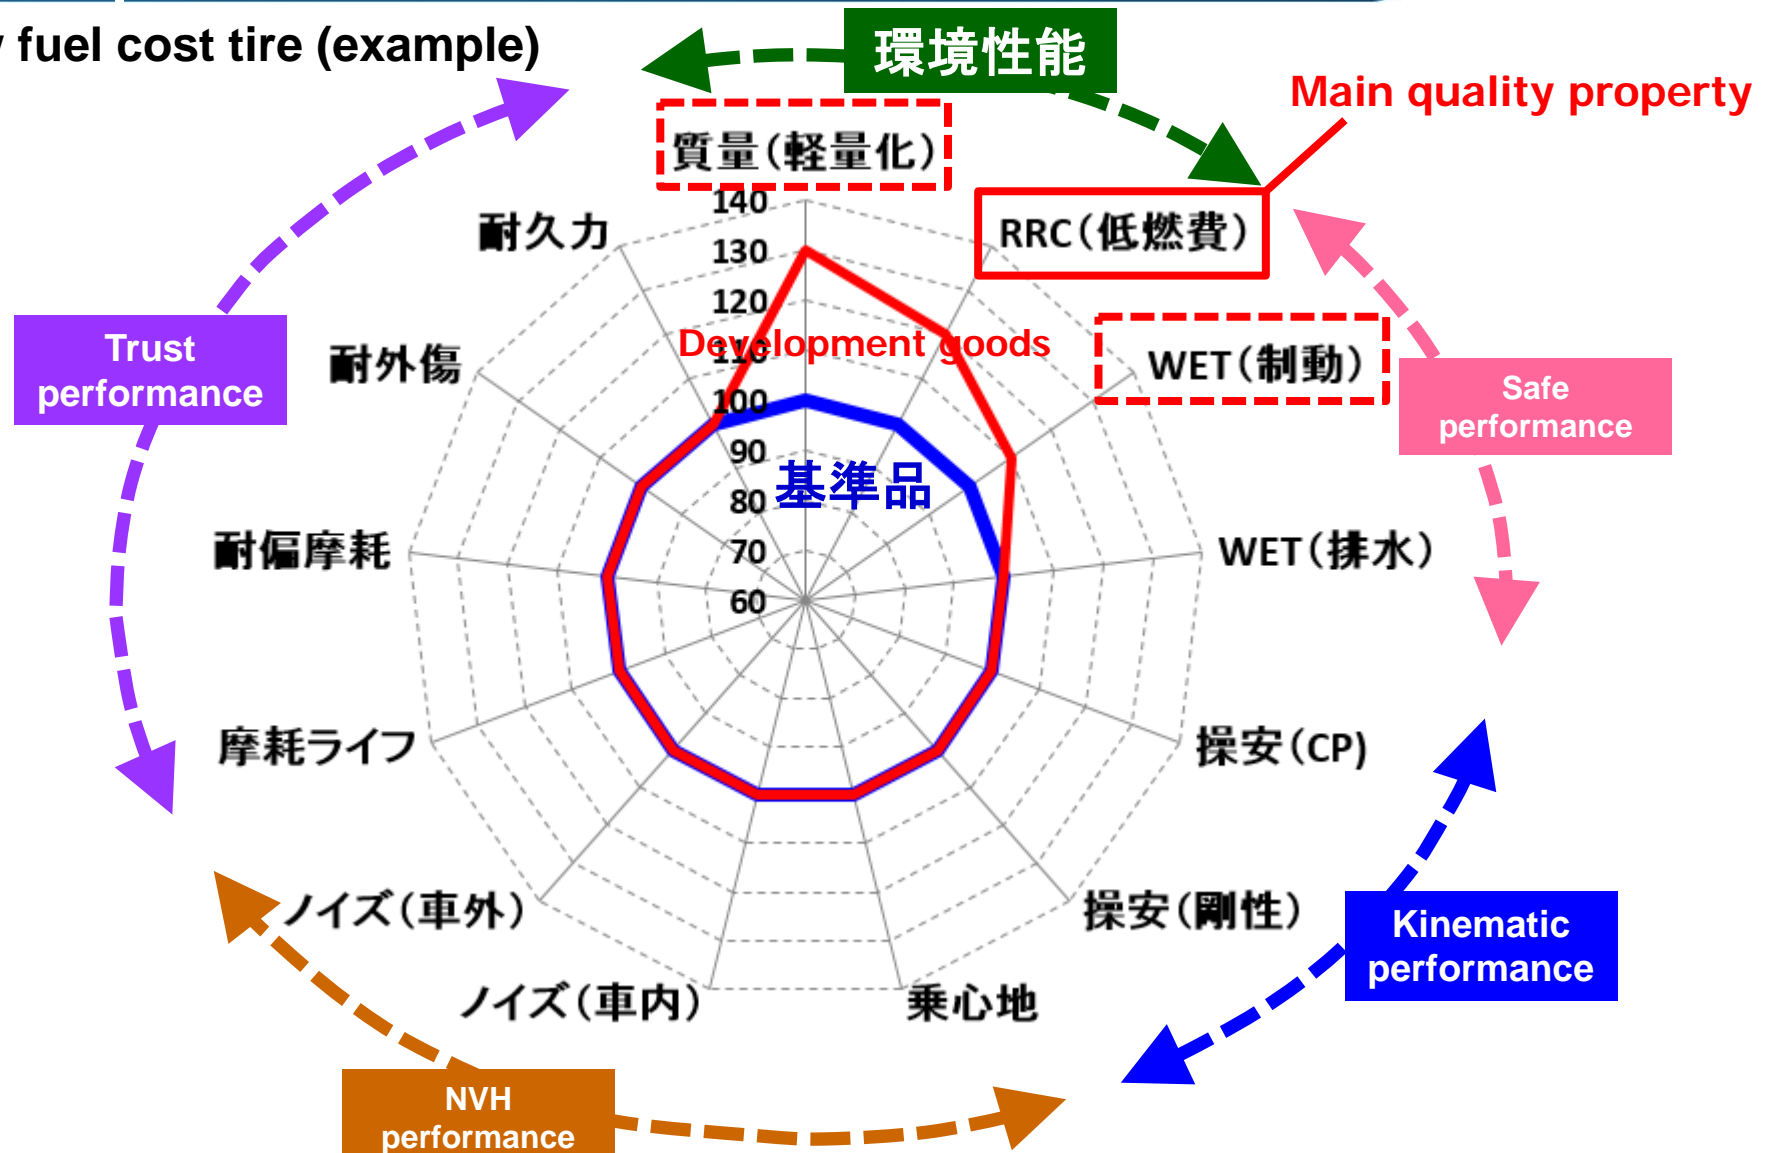 fuel cost tire (example)
環境性能
Main quality property
質量(軽量化)
RRC(低燃費)
WET(制動)
WET(排水)
操安(CP)
操安(剛性)
乗心地
ノイズ(車内)
ノイズ(車外)
摩耗ライフ
耐偏摩耗
耐外傷
耐久力
140
130
120
110
100
90
80
70
60
Development goods
基準品
Trust
performance
Safe
performance
Kinematic
performance
NVH
performance